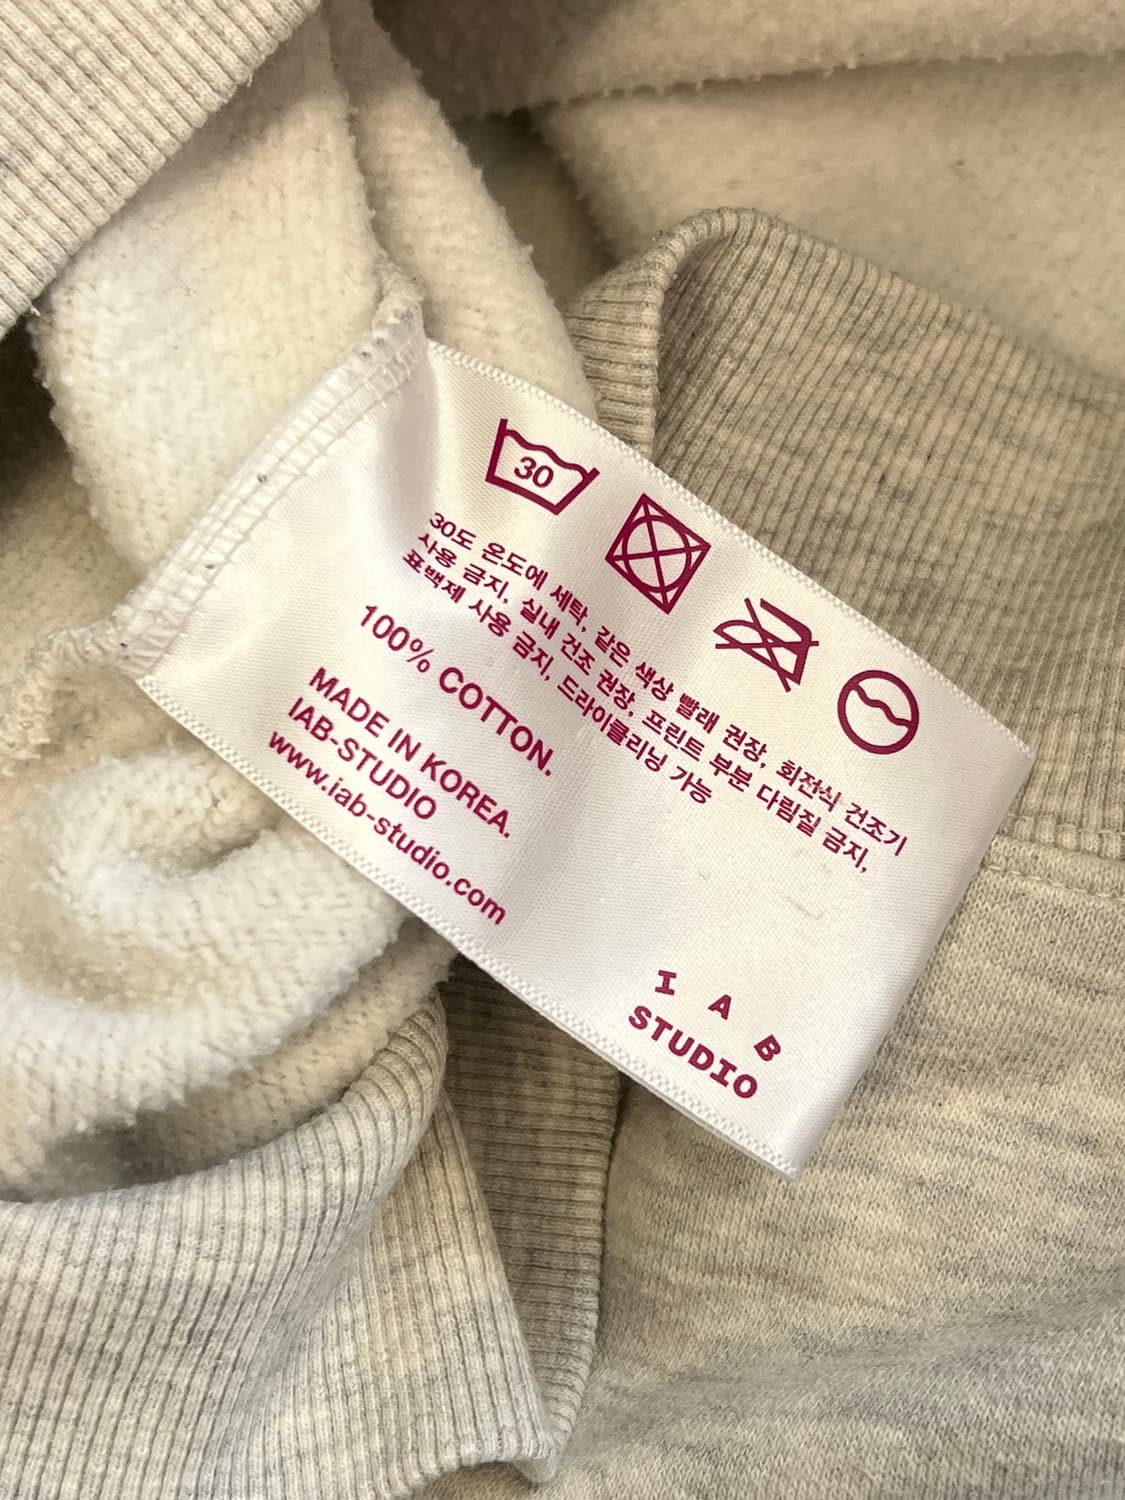 30
30도 온도에 세탁, 같은 색상 빨래 권장, 회전식 건조기
사용 금지, 실내 건조 권장, 프린트 부분 다림질 금지,
표백제 사용 금지, 드라이클리닝 가능
100% COTTON.
MADE IN KOREA.
IAB-STUDIO
www.iab-studio.com
I A B
STUDIO